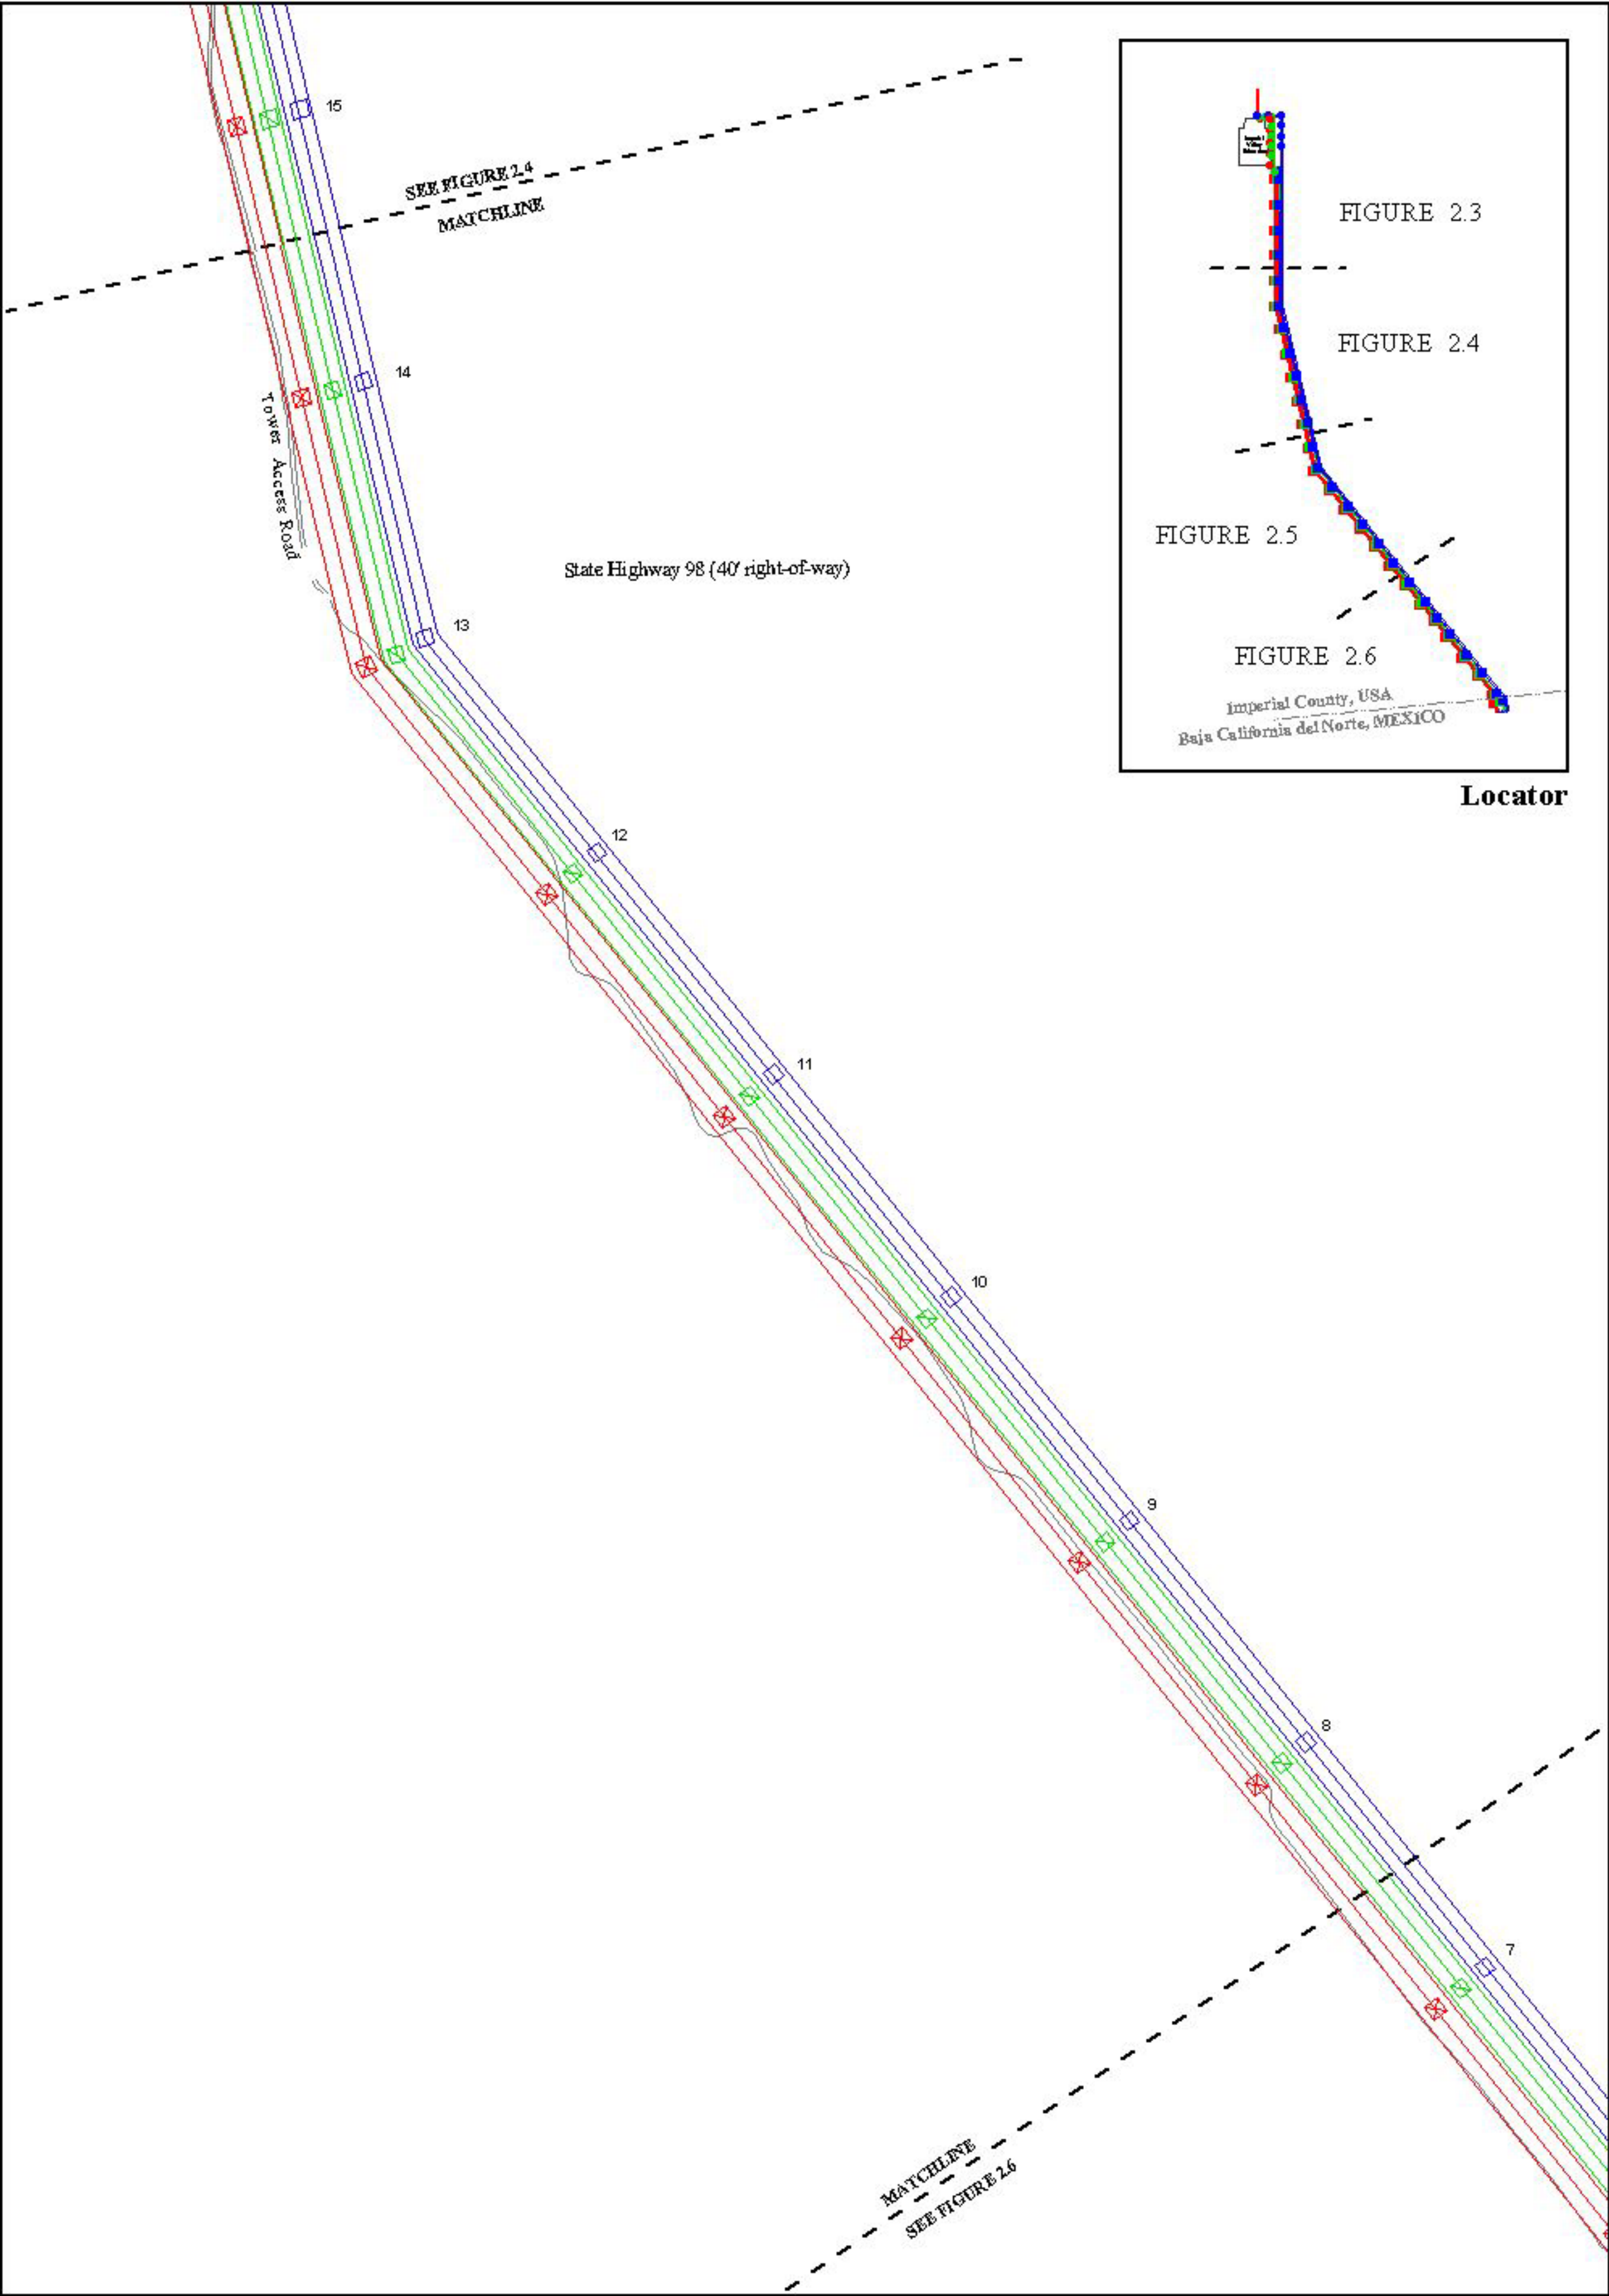 15
SEE FIGURE 2.4
MATCHLINE
14
Tower Access Road
State Highway 98 (40' right-of-way)
13
12
11
10
9
8
7
MATCHLINE
SEE FIGURE 2.6
FIGURE 2.3
FIGURE 2.4
FIGURE 2.5
FIGURE 2.6
Imperial County, USA
Baja California del Norte, MEXICO
Locator